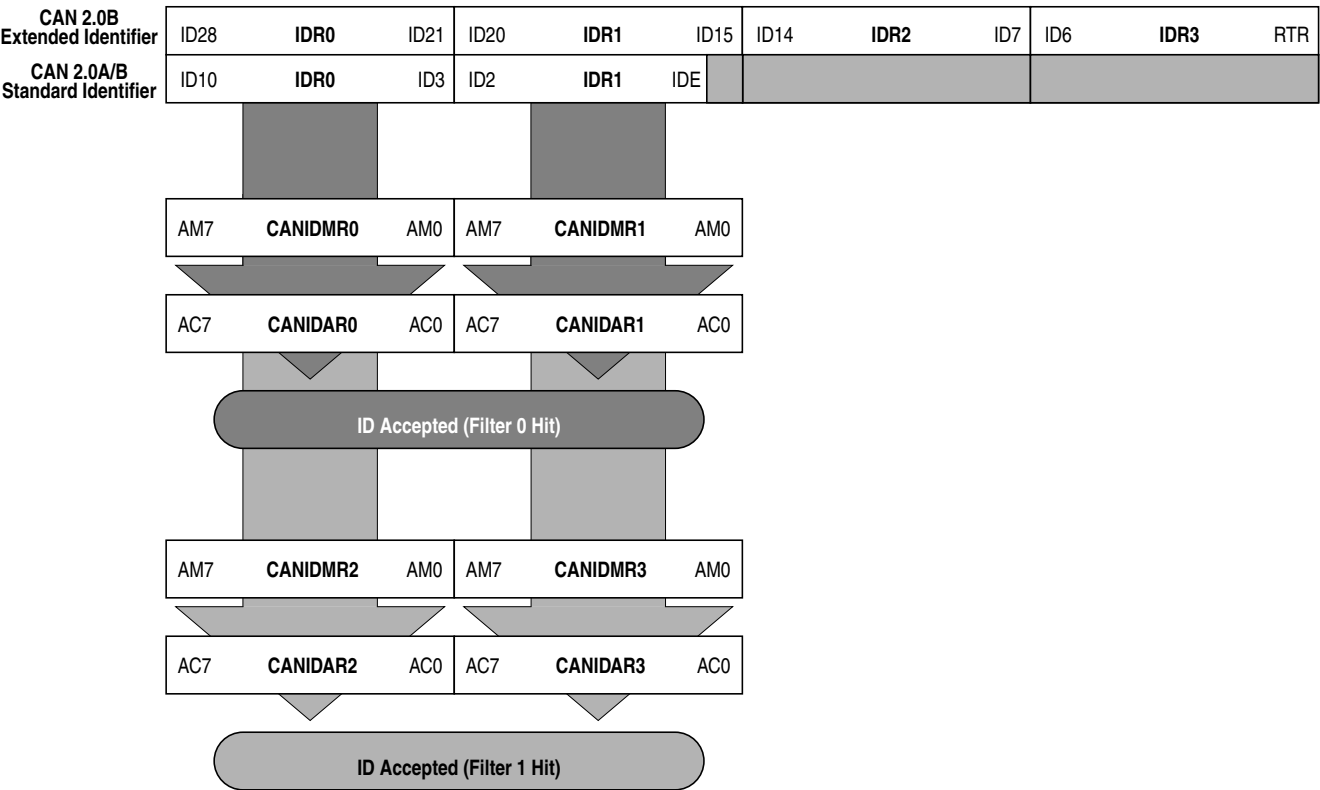 CAN 2.0B
Extended Identifier
ID28 IDR0 ID21 ID20 IDR1 ID15 ID14 IDR2 ID7 ID6 IDR3 RTR
CAN 2.0A/B
Standard Identifier
ID10 IDR0 ID3 ID2 IDR1 IDE
AM7 CANIDMR0 AM0 AM7 CANIDMR1 AM0
AC7 CANIDAR0 AC0 AC7 CANIDAR1 AC0
ID Accepted (Filter 0 Hit)
AM7 CANIDMR2 AM0 AM7 CANIDMR3 AM0
AC7 CANIDAR2 AC0 AC7 CANIDAR3 AC0
ID Accepted (Filter 1 Hit)